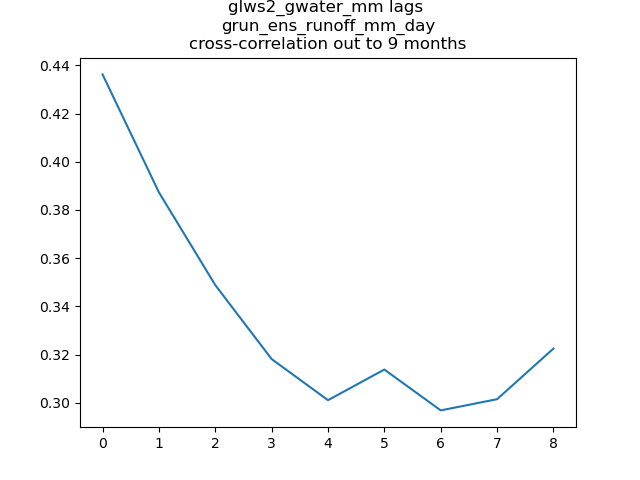 glws2_gwater_mm lags
grun_ens_runoff_mm_day
cross-correlation out to 9 months
0.44
0.42
0.40
0.38
0.36
0.34
0.32
0.30
0 1 2 3 4 5 6 7 8